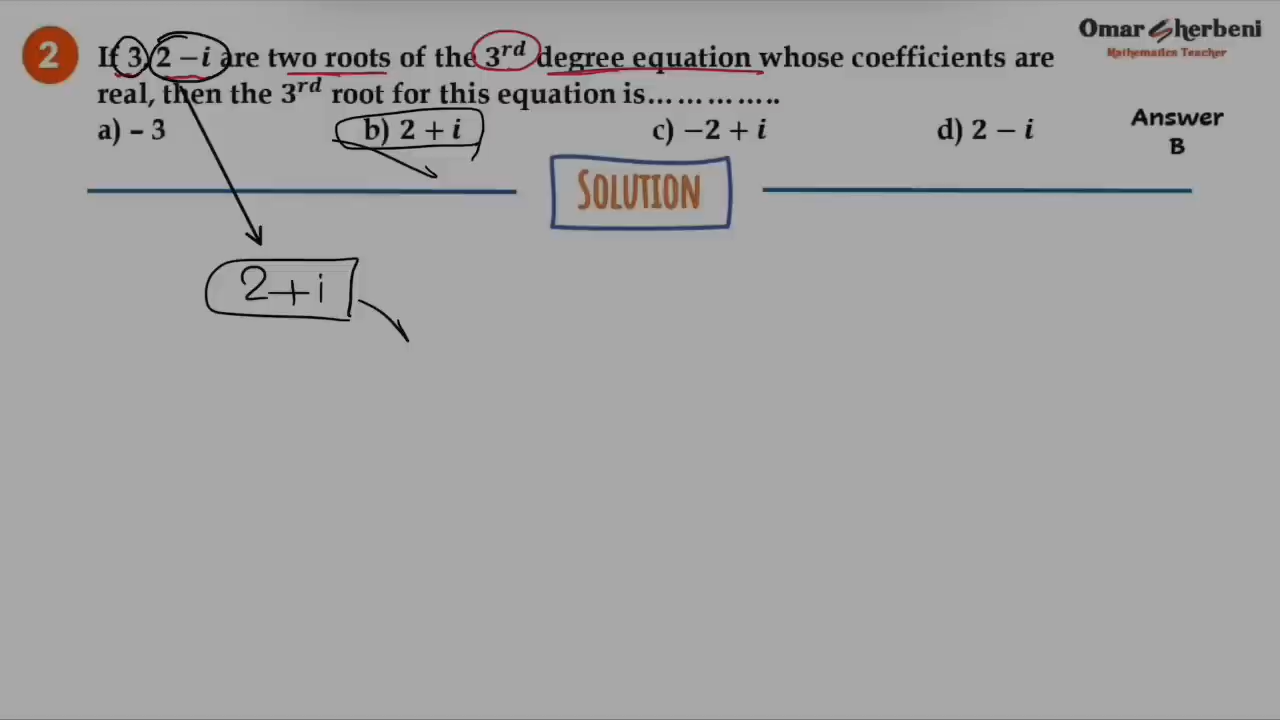 Omar Sherbeni
Mathematics Teacher
2 If 3, 2 − i are two roots of the 3rd degree equation whose coefficients are
real, then the 3rd root for this equation is… … … … ..
a) – 3 b) 2 + i c) −2 + i d) 2 − i
Answer
B
SOLUTION
2+i